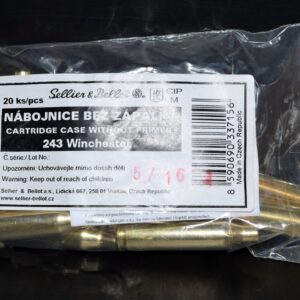 Sellier & Bellot
CIP
M
20 ks/pcs
NÁBOJNICE BEZ ZÁPALKY
CARTRIDGE CASE WITHOUT PRIMER
243 Winchester
Č.série/ Lot No.:
Upozornění: Uchovávejte mimo dosah dětí
Warning: Keep out of reach of children
5/16
Sellier & Bellot a.s., Lidická 667, 258 01 Vlašim, Czech Republic
www.sellier-bellot.cz
8 590690 337156
Made in Czech Republic